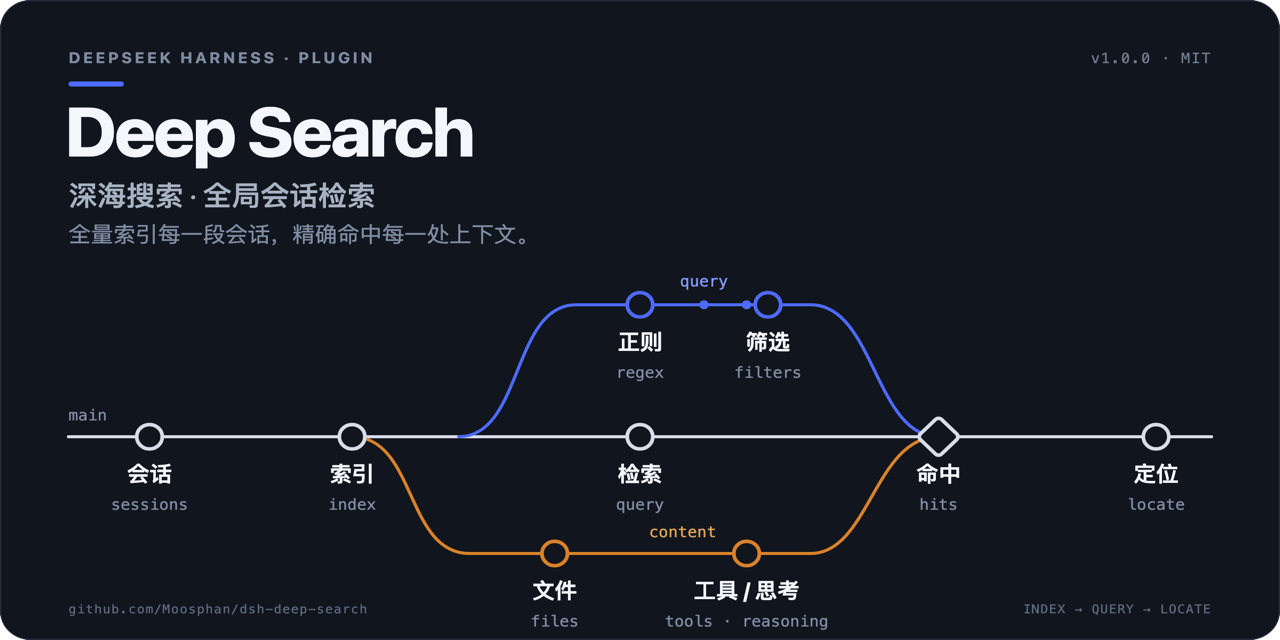 DEEPSEEK HARNESS · PLUGIN
v1.0.0 · MIT
Deep Search
深海搜索 · 全局会话检索
全量索引每一段会话，精确命中每一处上下文。
query
正则
筛选
regex
filters
main
会话
索引
检索
命中
定位
sessions
index
query
hits
locate
content
文件
工具 / 思考
files
tools · reasoning
github.com/Moosphan/dsh-deep-search
INDEX → QUERY → LOCATE